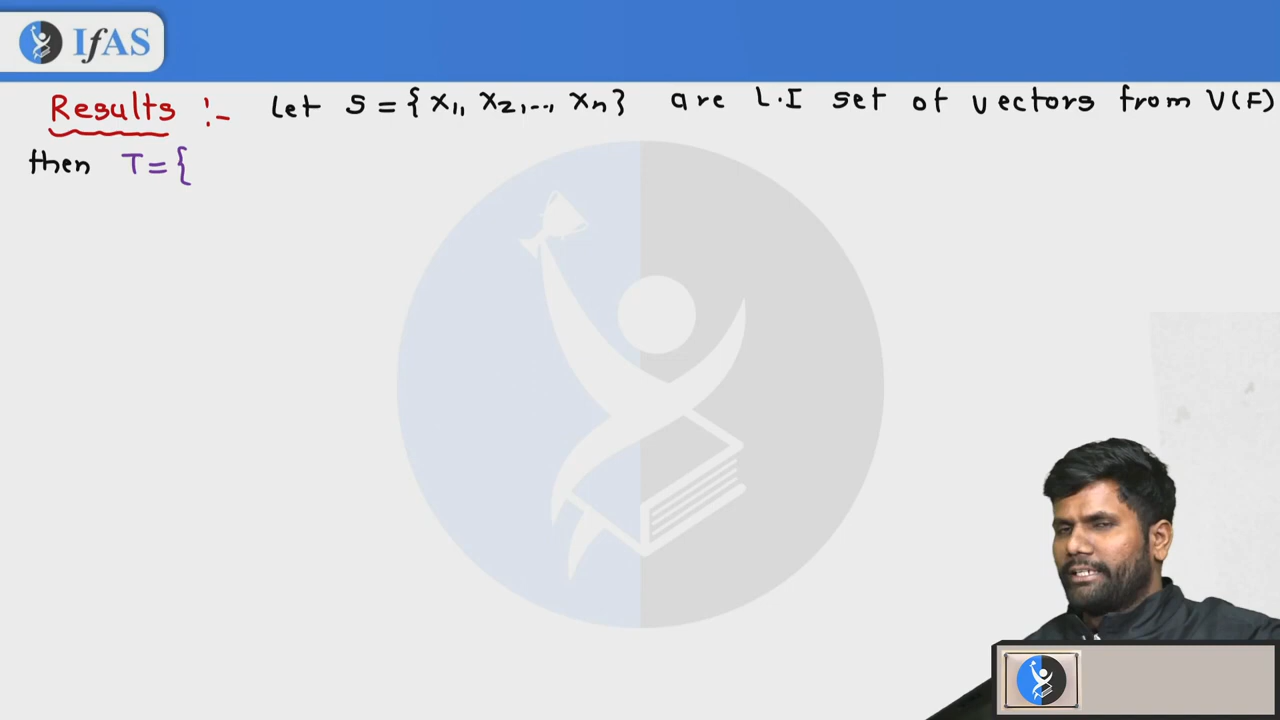 IfAS
Results :- Let S = {x₁, x₂,..., xₙ} are L.I set of vectors from V(F)
then T = {